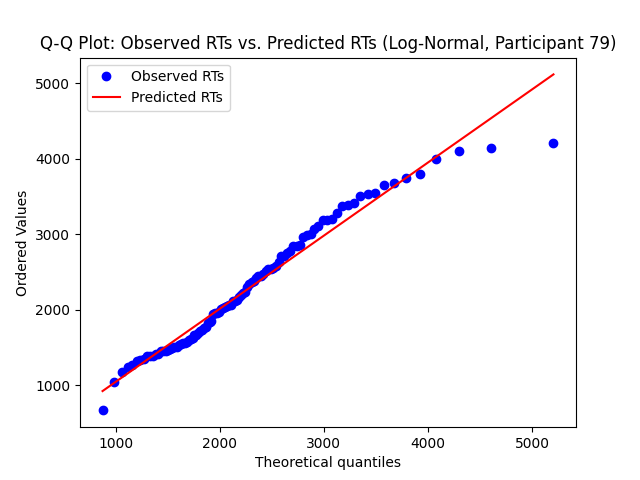 Q-Q Plot: Observed RTs vs. Predicted RTs (Log-Normal, Participant 79)
Observed RTs
Predicted RTs
Ordered Values
5000
4000
3000
2000
1000
1000 2000 3000 4000 5000
Theoretical quantiles